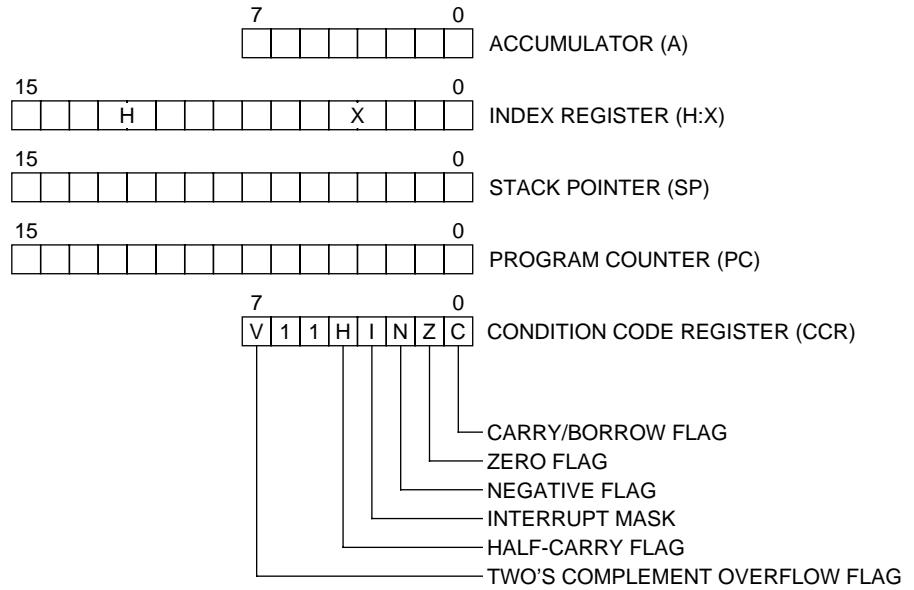 7 0
ACCUMULATOR (A)
15 0
H X INDEX REGISTER (H:X)
15 0
STACK POINTER (SP)
15 0
PROGRAM COUNTER (PC)
7 0
V 1 1 H I N Z C CONDITION CODE REGISTER (CCR)
CARRY/BORROW FLAG
ZERO FLAG
NEGATIVE FLAG
INTERRUPT MASK
HALF-CARRY FLAG
TWO'S COMPLEMENT OVERFLOW FLAG